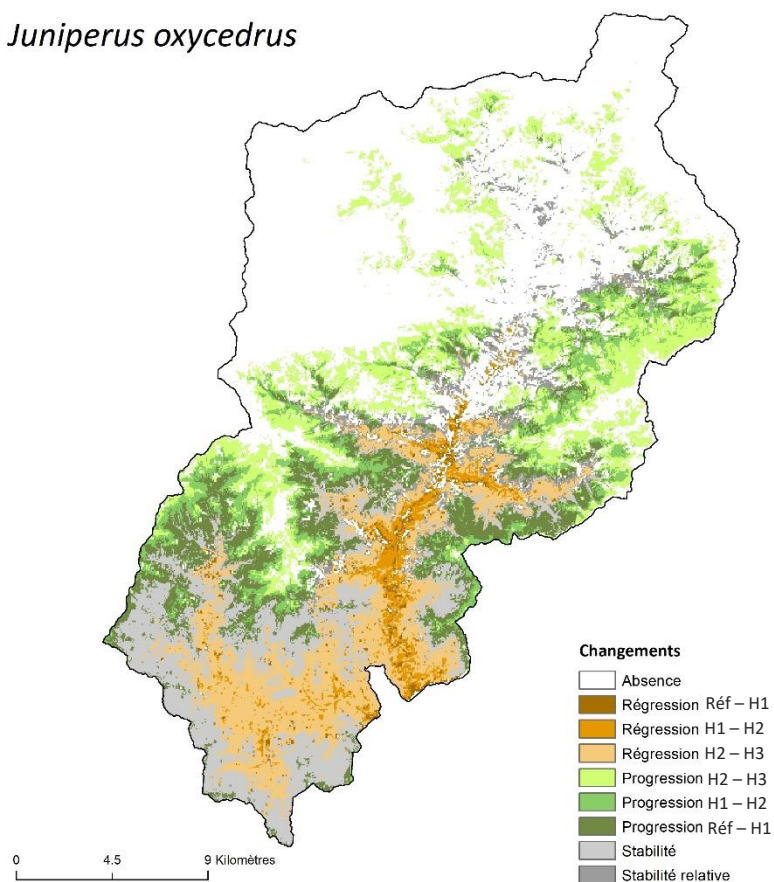 Juniperus oxycedrus
Changements
Absence
Régression Réf – H1
Régression H1 – H2
Régression H2 – H3
Progression H2 – H3
Progression H1 – H2
Progression Réf – H1
Stabilité
Stabilité relative
0 4.5 9 Kilomètres